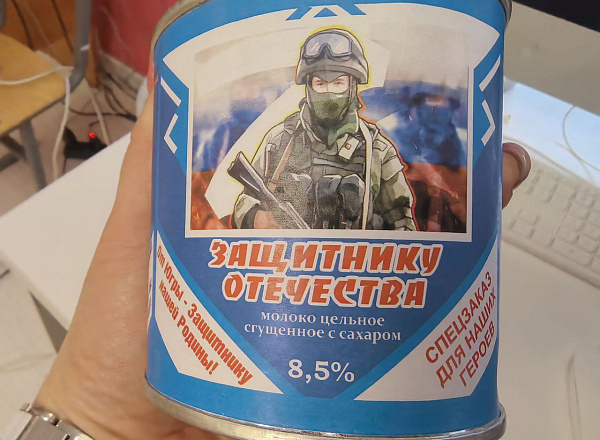 ЗАЩИТНИКУ
ОТЕЧЕСТВА
молоко цельное
сгущенное с сахаром
8,5%
От Югры - Защитнику
нашей Родины!
СПЕЦЗАКАЗ
ДЛЯ НАШИХ
ГЕРОЕВ